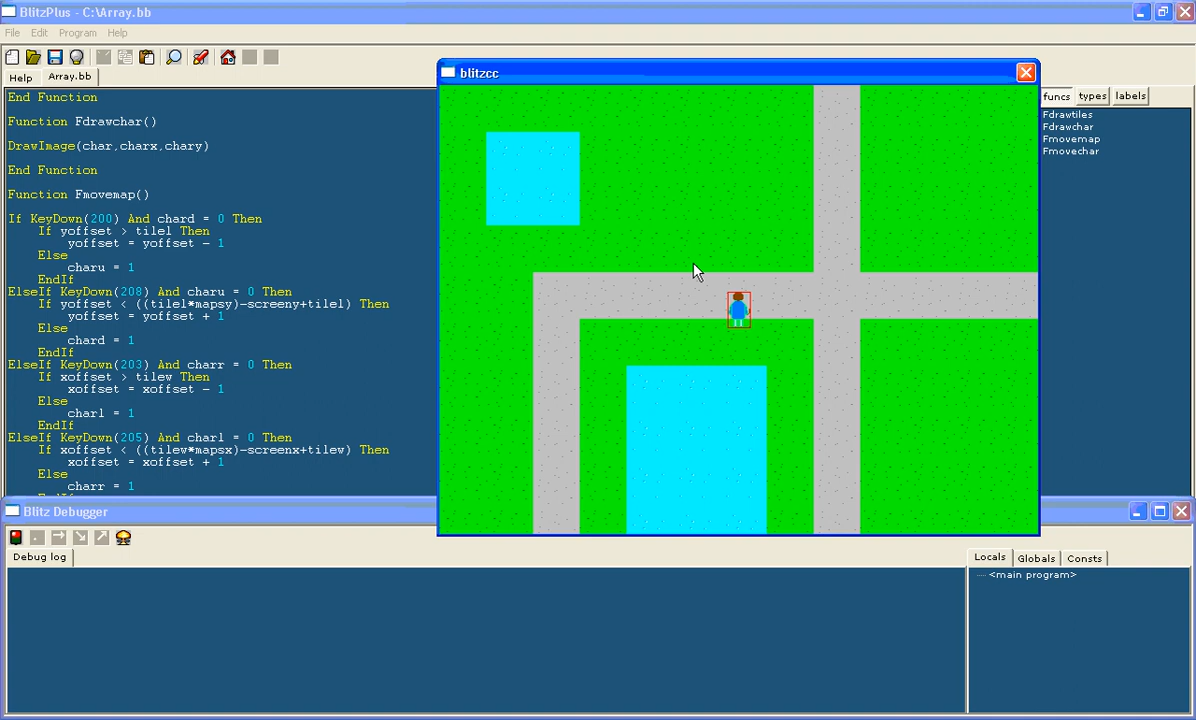 BlitzPlus - C:\Array.bb
File Edit Program Help
Help Array.bb
End Function
Function Fdrawchar()
DrawImage(char,charx,chary)
End Function
Function Fmovemap()
If KeyDown(200) And chard = 0 Then
If yoffset > tilel Then
yoffset = yoffset - 1
Else
charu = 1
EndIf
ElseIf KeyDown(208) And charu = 0 Then
If yoffset < ((tilel*mapsy)-screeny+tilel) Then
yoffset = yoffset + 1
Else
chard = 1
EndIf
ElseIf KeyDown(203) And charr = 0 Then
If xoffset > tilew Then
xoffset = xoffset - 1
Else
charl = 1
EndIf
ElseIf KeyDown(205) And charl = 0 Then
If xoffset < ((tilew*mapsx)-screenx+tilew) Then
xoffset = xoffset + 1
Else
charr = 1
blitzcc
funcs types labels
Fdrawtiles
Fdrawchar
Fmovemap
Fmovechar
Blitz Debugger
Debug log
Locals Globals Consts
<main program>